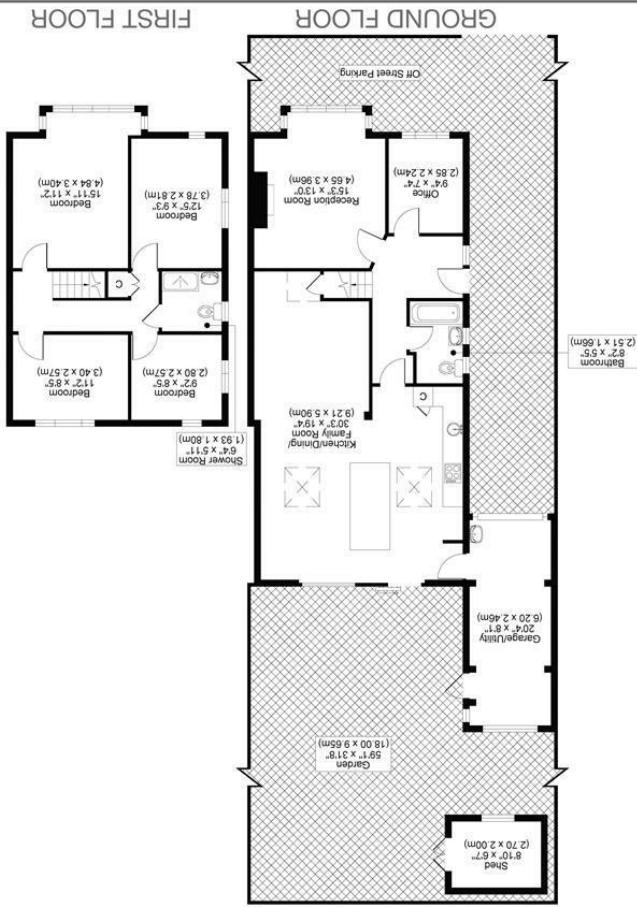 Shed
8'10" x 6'7"
(2.70 x 2.00m)
Garden
59'1" x 31'8"
(18.00 x 9.65m)
Garage/Utility
20'4" x 8'1"
(6.20 x 2.46m)
Kitchen/Dining/
Family Room
30'3" x 19'4"
(9.21 x 5.90m)
C
Bathroom
8'2" x 5'5"
(2.51 x 1.66m)
Office
9'4" x 7'4"
(2.85 x 2.24m)
Reception Room
15'3" x 13'0"
(4.65 x 3.96m)
Off Street Parking
GROUND FLOOR
Shower Room
6'4" x 5'11"
(1.93 x 1.80m)
Bedroom
9'2" x 8'5"
(2.80 x 2.57m)
Bedroom
11'2" x 8'5"
(3.40 x 2.57m)
C
Bedroom
12'5" x 9'3"
(3.78 x 2.81m)
Bedroom
15'11" x 11'2"
(4.84 x 3.40m)
FIRST FLOOR